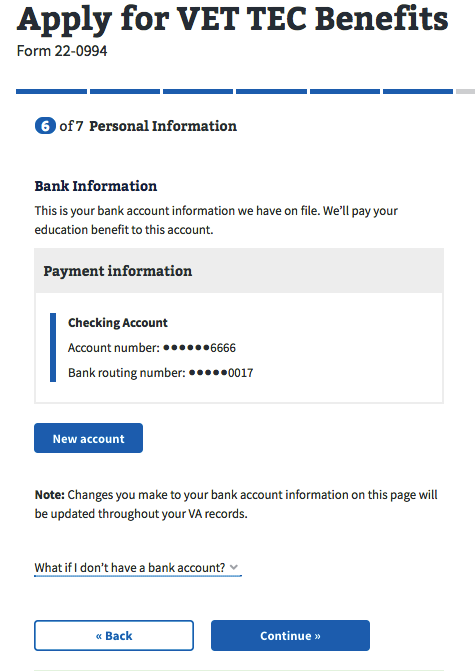 Apply for VET TEC Benefits
Form 22-0994
6 of 7 Personal Information
Bank Information
This is your bank account information we have on file. We’ll pay your
education benefit to this account.
Payment information
Checking Account
Account number: ●●●●●●6666
Bank routing number: ●●●●●0017
New account
Note: Changes you make to your bank account information on this page will
be updated throughout your VA records.
What if I don’t have a bank account?
« Back
Continue »